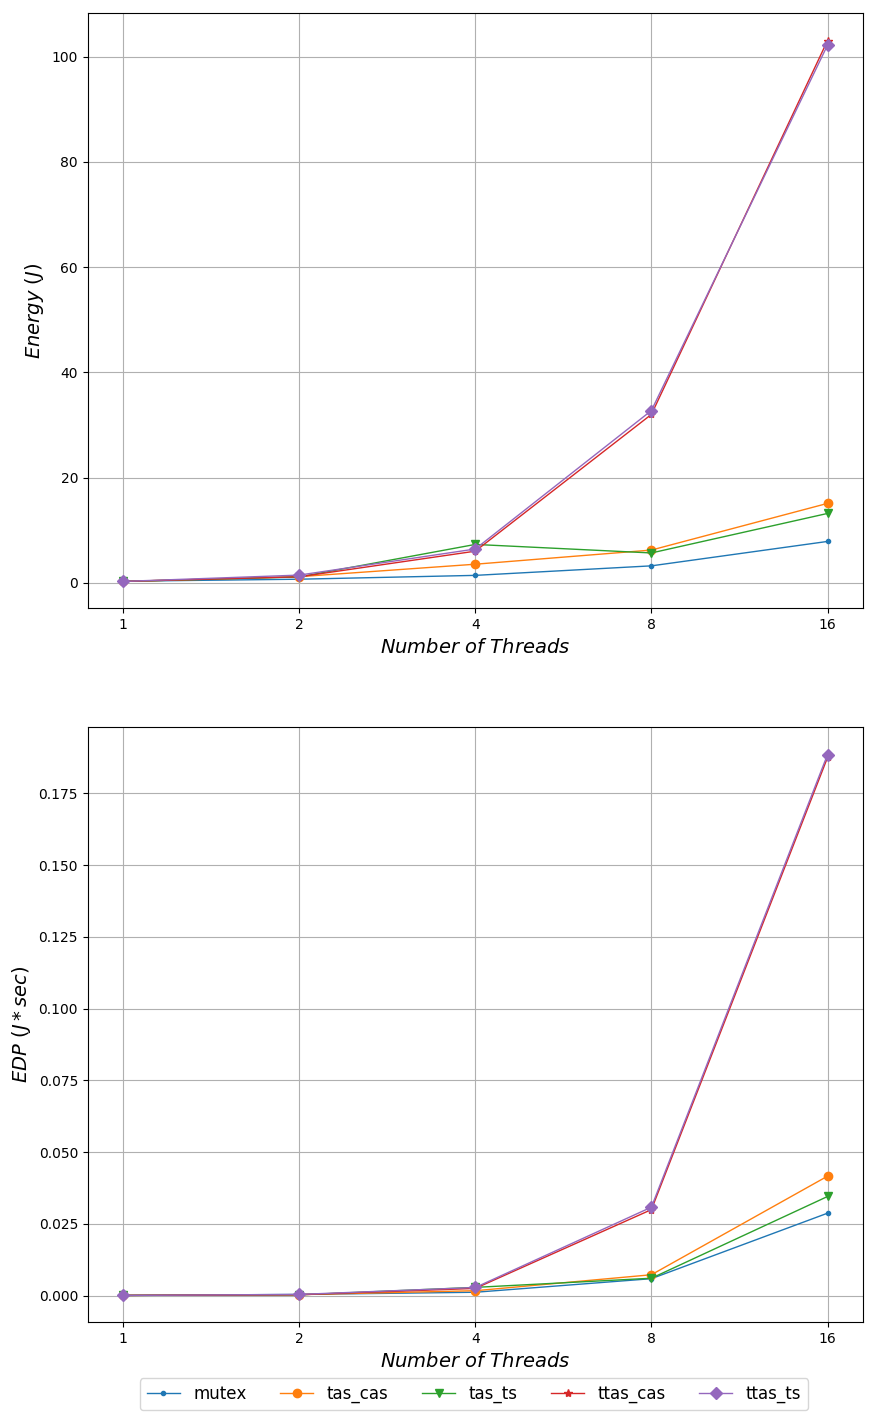 100
80
60
40
20
0
Energy (J)
1 2 4 8 16
Number of Threads
0.175
0.150
0.125
0.100
0.075
0.050
0.025
0.000
EDP (J * sec)
1 2 4 8 16
Number of Threads
mutex tas_cas tas_ts ttas_cas ttas_ts